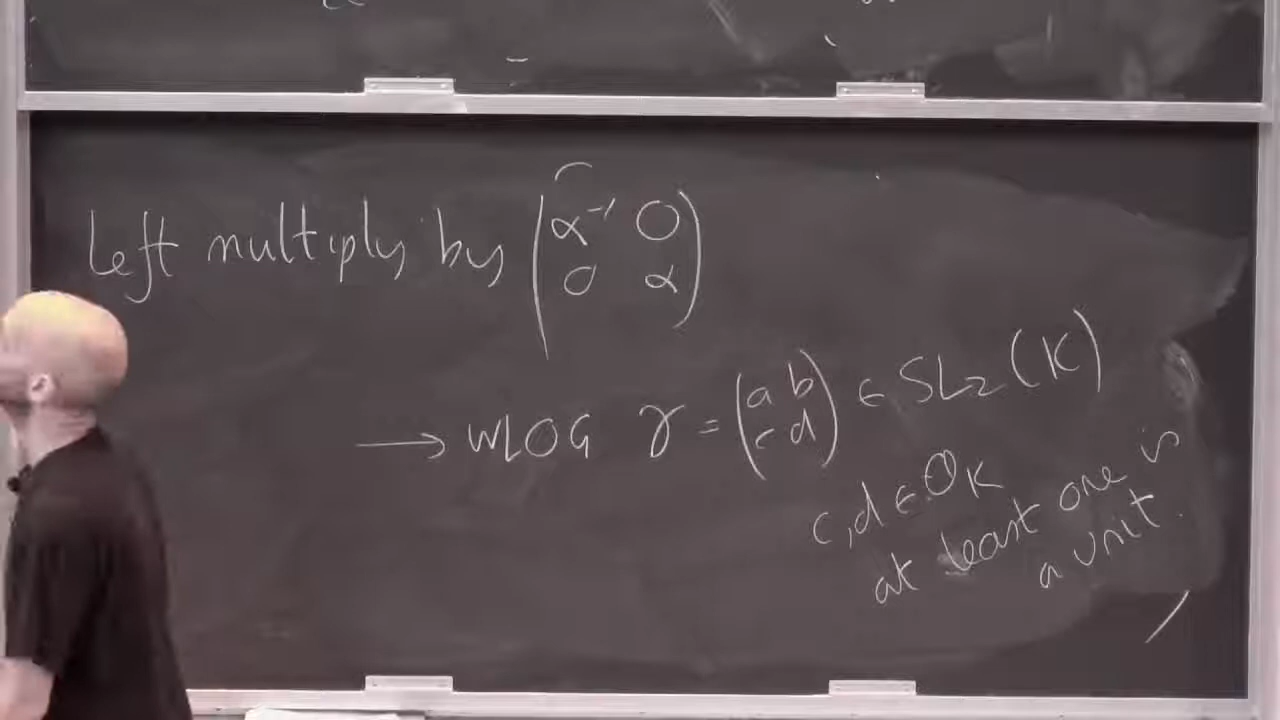 Left multiply by (α⁻¹ 0
0 α)
⟶ WLOG γ = (a b
c d) ∈ SL₂(K)
c,d ∈ O_K
at least one is
a unit.